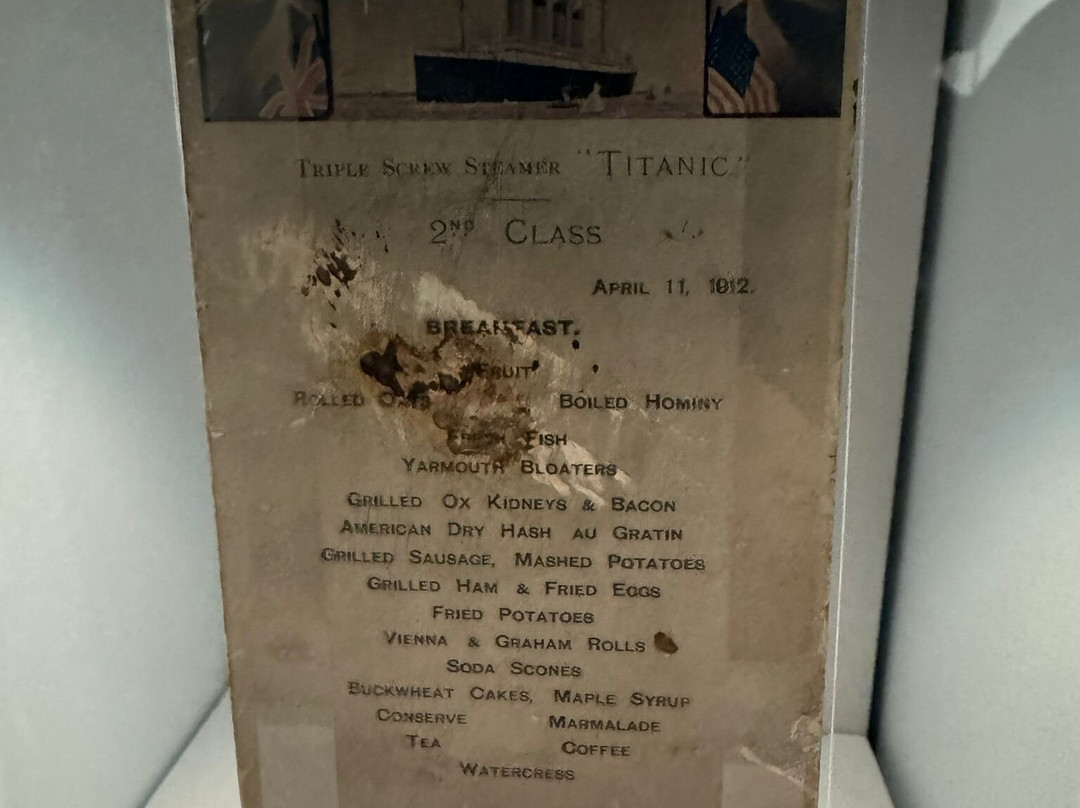 Triple Screw Steamer "Titanic."
2ND Class
April 11, 1912.
BREAKFAST.
Fruit
Rolled Oats Boiled Hominy
Fresh Fish
Yarmouth Bloaters
Grilled Ox Kidneys & Bacon
American Dry Hash au Gratin
Grilled Sausage, Mashed Potatoes
Grilled Ham & Fried Eggs
Fried Potatoes
Vienna & Graham Rolls
Soda Scones
Buckwheat Cakes, Maple Syrup
Conserve Marmalade
Tea Coffee
Watercress